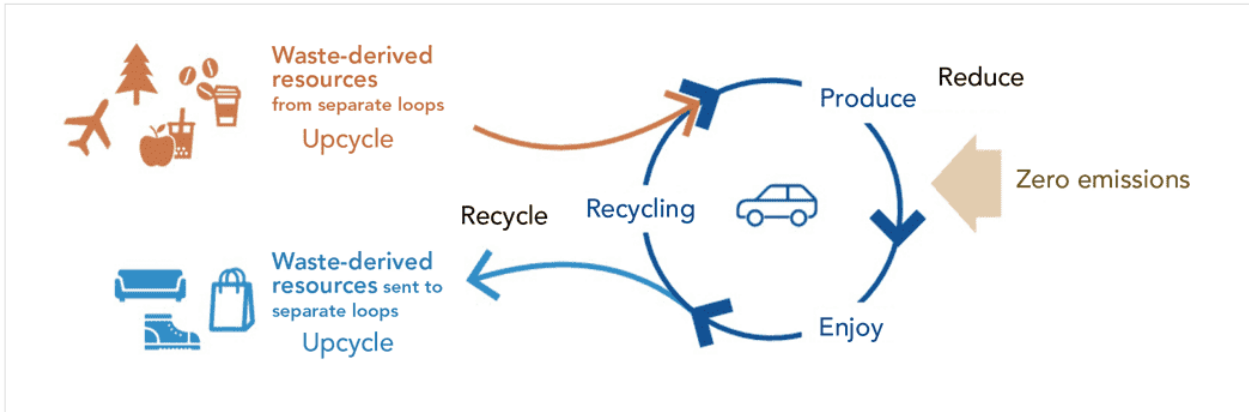 Waste-derived
resources
from separate loops
Upcycle
Reduce
Produce
Zero emissions
Recycle
Recycling
Waste-derived
resources sent to
separate loops
Upcycle
Enjoy